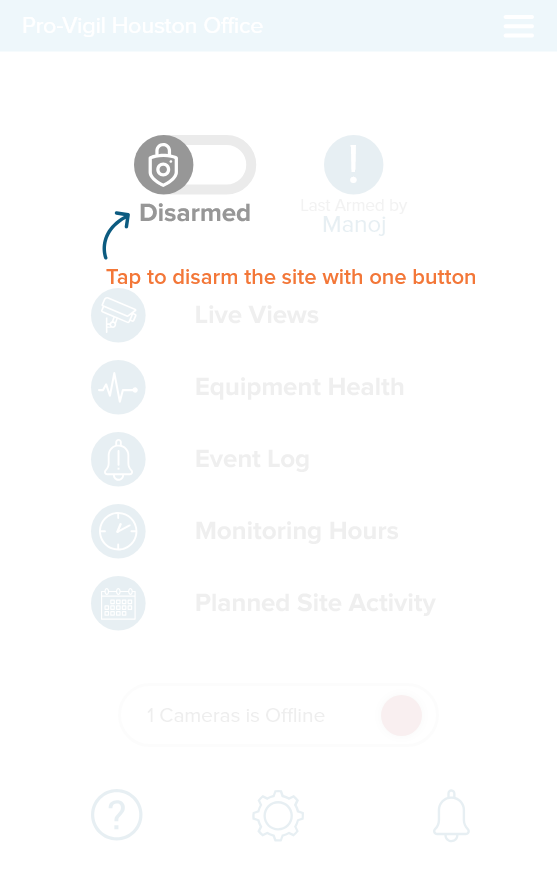 Pro-Vigil Houston Office
Disarmed
Last Armed by
Manoj
Tap to disarm the site with one button
Live Views
Equipment Health
Event Log
Monitoring Hours
Planned Site Activity
1 Cameras is Offline